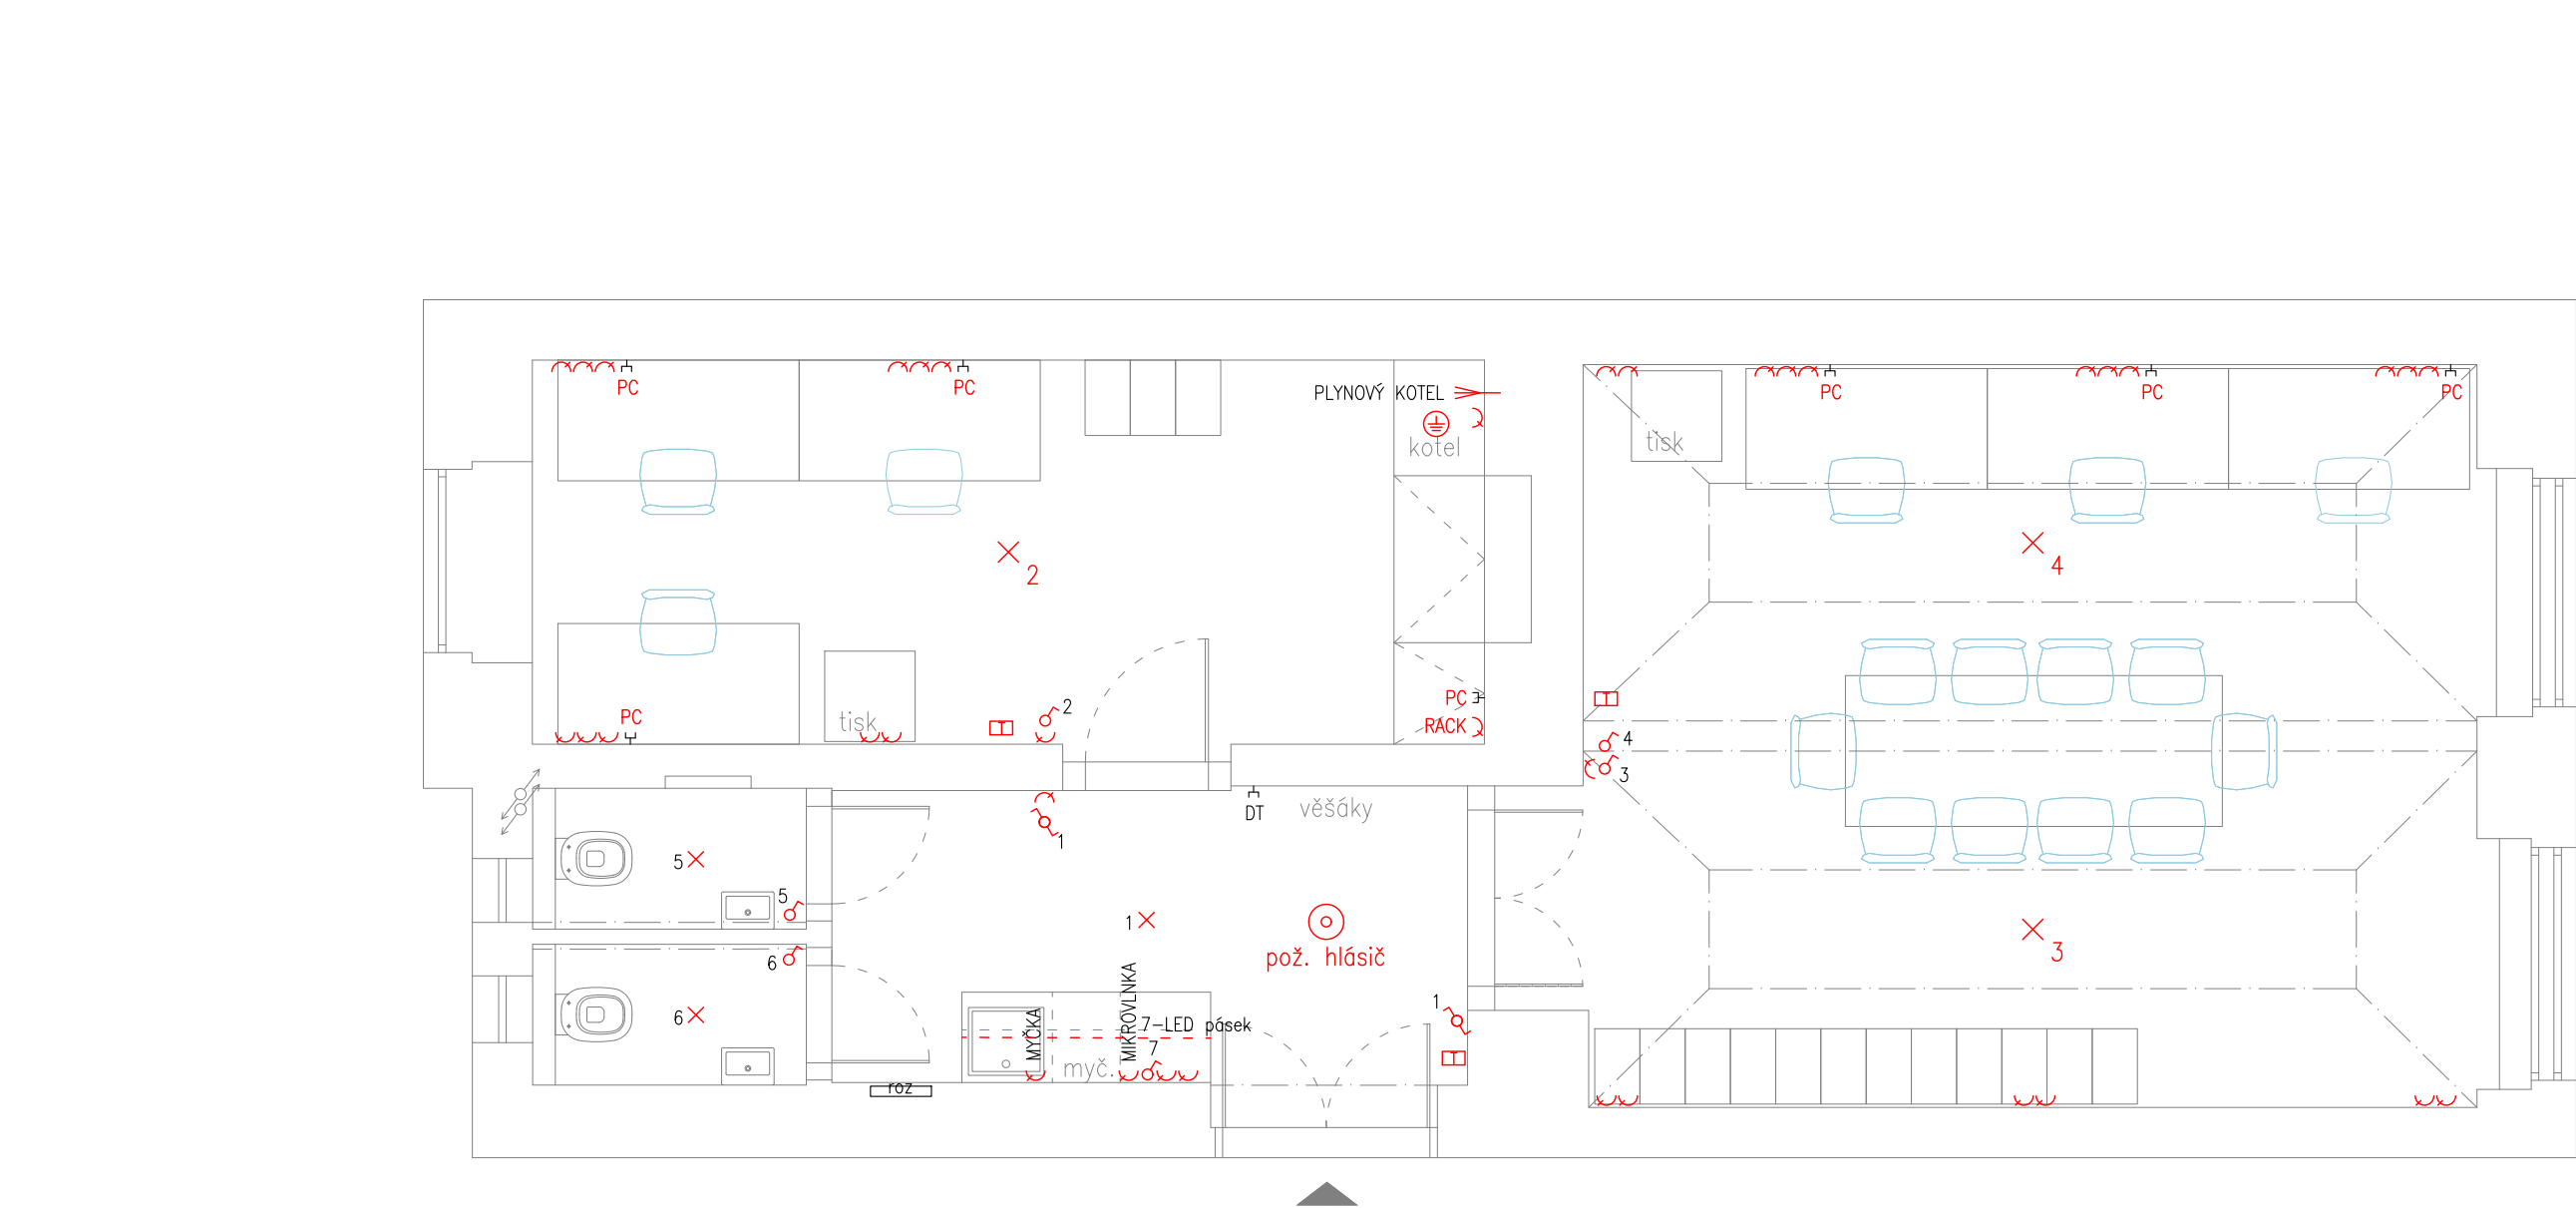 PC
PC
PLYNOVÝ KOTEL
kotel
PC
PC
PC
tisk
2
4
PC
tisk
2
PC
RACK
4
3
DT
věšáky
1
5
5
1
pož. hlásič
3
6
6
MYČKA
MIKROVLNKA
7-LED pásek
7
myč.
1
roz